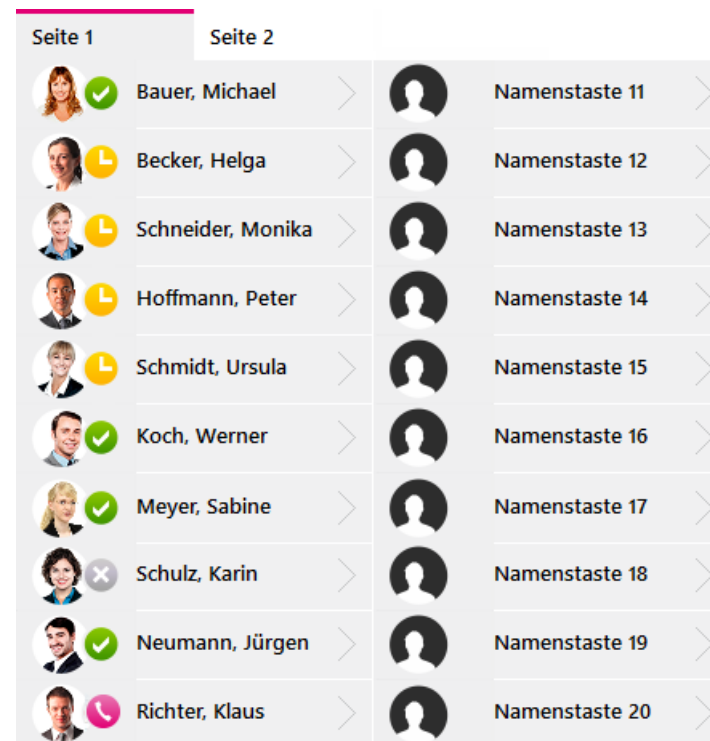 Seite 1
Seite 2
Bauer, Michael
Becker, Helga
Schneider, Monika
Hoffmann, Peter
Schmidt, Ursula
Koch, Werner
Meyer, Sabine
Schulz, Karin
Neumann, Jürgen
Richter, Klaus
Namenstaste 11
Namenstaste 12
Namenstaste 13
Namenstaste 14
Namenstaste 15
Namenstaste 16
Namenstaste 17
Namenstaste 18
Namenstaste 19
Namenstaste 20